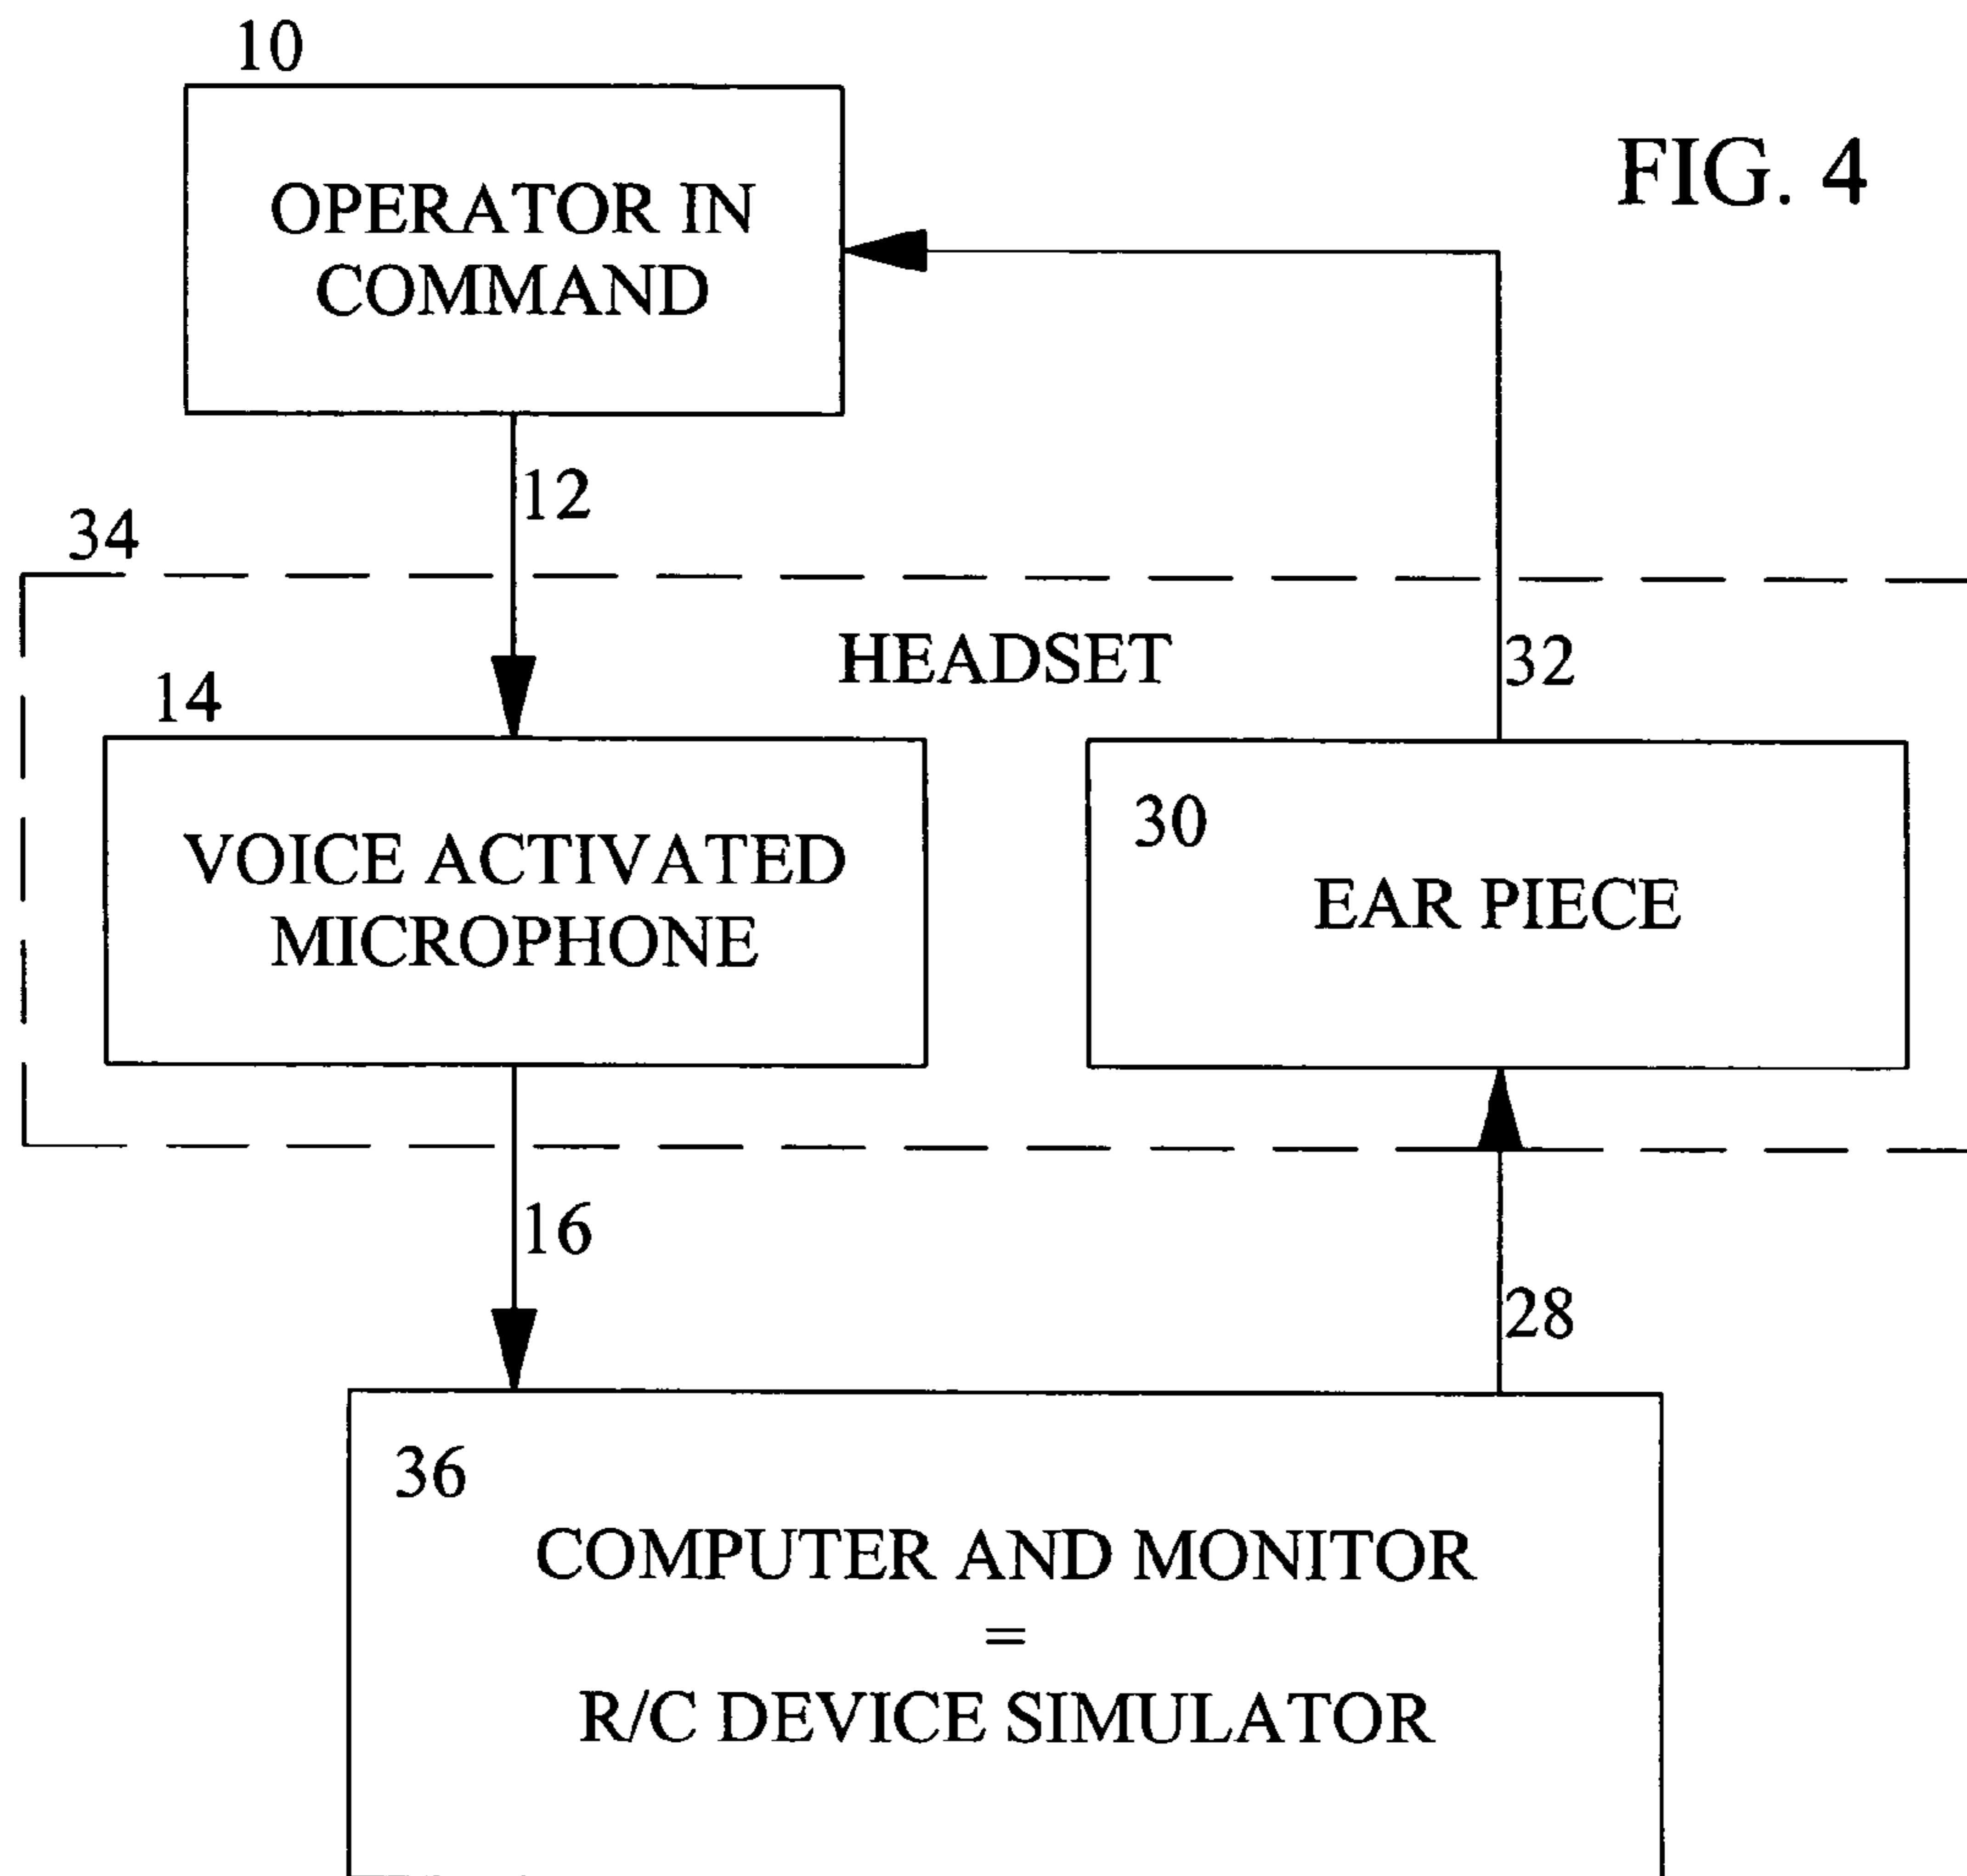 10
FIG. 4
OPERATOR IN
COMMAND
12
34
HEADSET
32
14
30
VOICE ACTIVATED
MICROPHONE
EAR PIECE
16
28
36
COMPUTER AND MONITOR
=
R/C DEVICE SIMULATOR